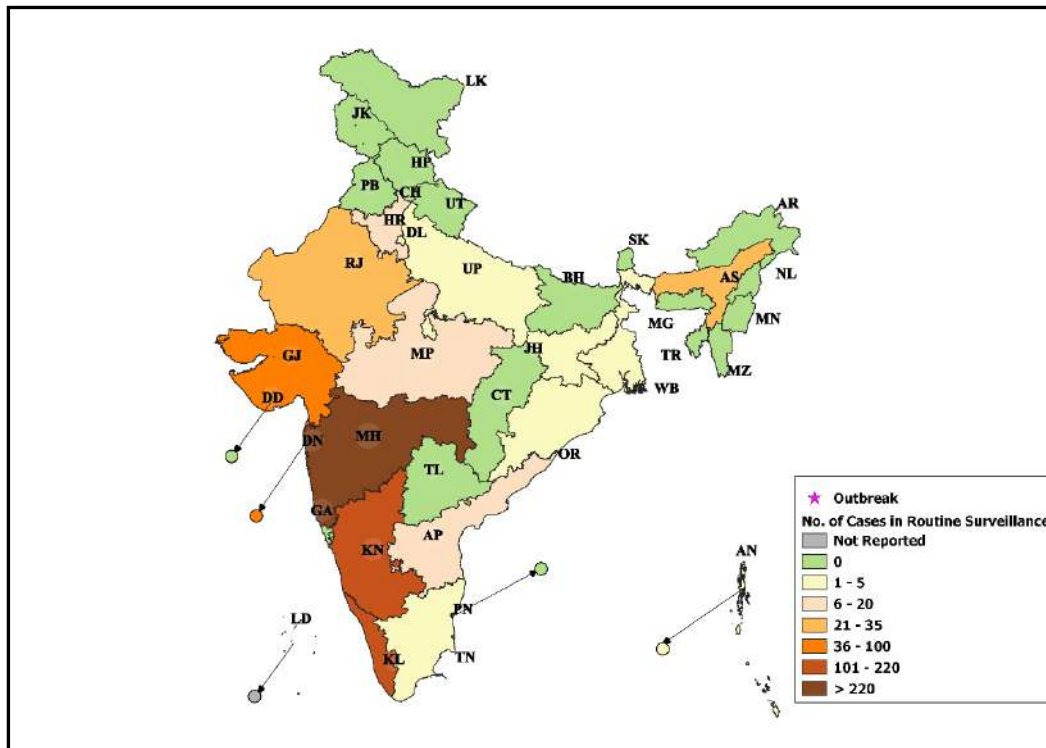 LK
JK
HP
PB
CH
UT
HR
DL
AR
SK
RJ
UP
BH
AS
NL
MG
MN
GJ
MP
JH
TR
MZ
DD
CT
WB
DN
MH
OR
TL
GA
AP
KN
AN
PN
LD
KL
TN
Outbreak
No. of Cases in Routine Surveillance
Not Reported
0
1 - 5
6 - 20
21 - 35
36 - 100
101 - 220
> 220